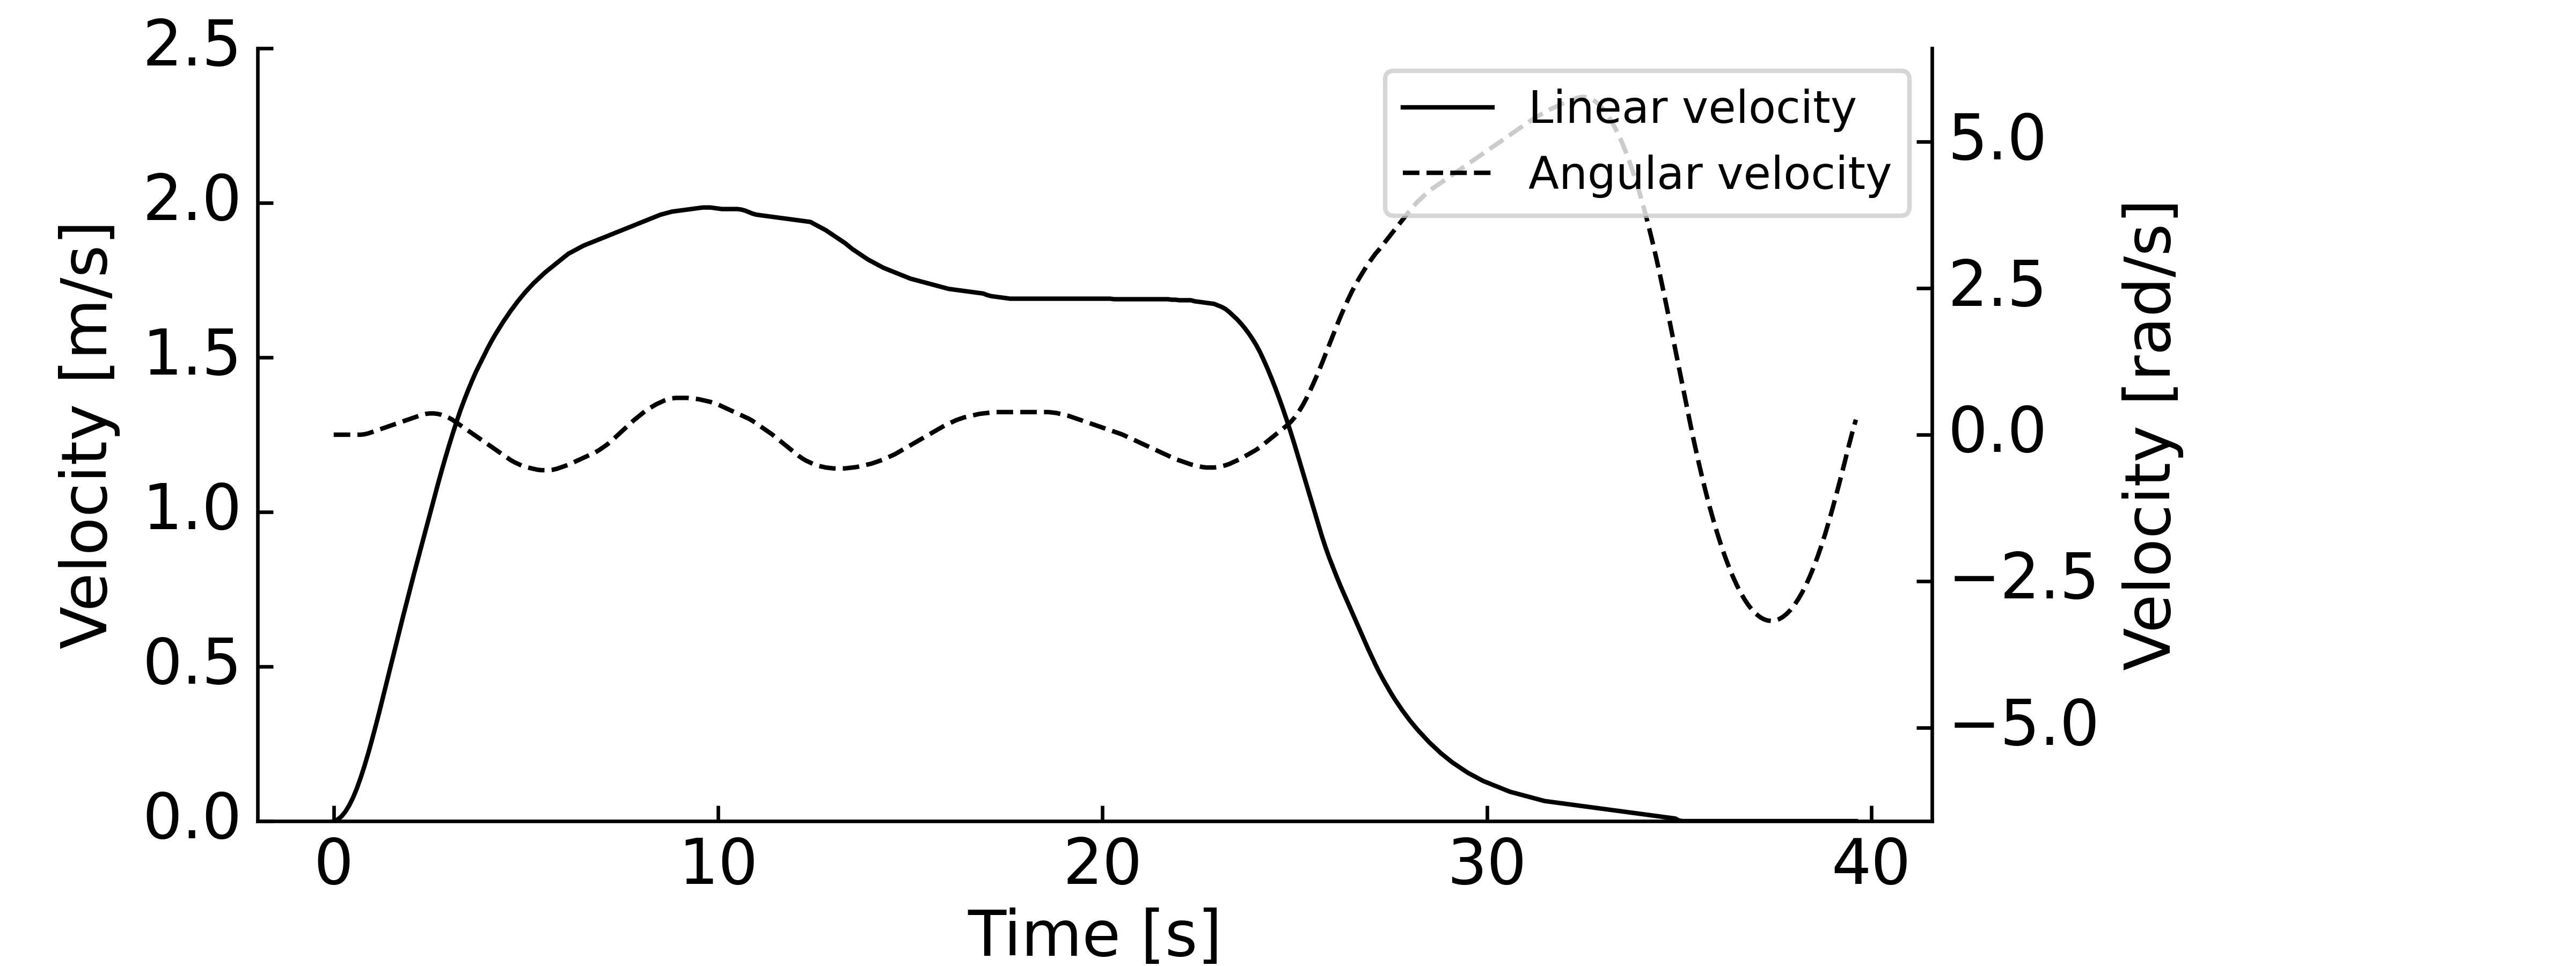 2.5
2.0
1.5
1.0
0.5
0.0
Velocity [m/s]
Linear velocity
Angular velocity
5.0
2.5
0.0
−2.5
−5.0
Velocity [rad/s]
0 10 20 30 40
Time [s]